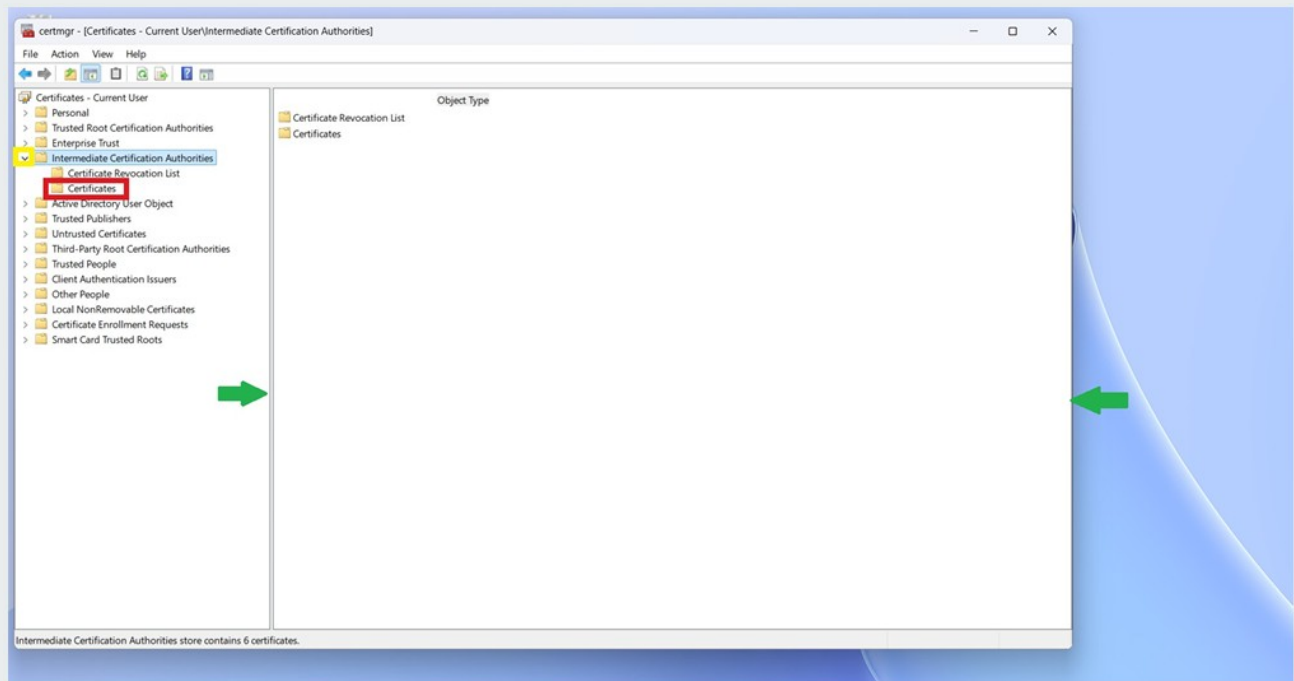 certmgr - [Certificates - Current User\Intermediate Certification Authorities]
File Action View Help
Certificates - Current User
Personal
Trusted Root Certification Authorities
Enterprise Trust
Intermediate Certification Authorities
Certificate Revocation List
Certificates
Active Directory User Object
Trusted Publishers
Untrusted Certificates
Third-Party Root Certification Authorities
Trusted People
Client Authentication Issuers
Other People
Local NonRemovable Certificates
Certificate Enrollment Requests
Smart Card Trusted Roots
Object Type
Certificate Revocation List
Certificates
Intermediate Certification Authorities store contains 6 certificates.